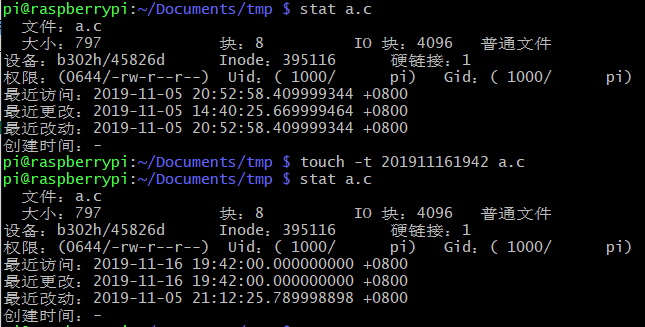 pi@raspberrypi:~/Documents/tmp $ stat a.c
文件：a.c
大小：797 块：8 IO 块：4096 普通文件
设备：b302h/45826d Inode：395116 硬链接：1
权限：(0644/-rw-r--r--) Uid：( 1000/ pi) Gid：( 1000/ pi)
最近访问：2019-11-05 20:52:58.409999344 +0800
最近更改：2019-11-05 14:40:25.669999464 +0800
最近改动：2019-11-05 20:52:58.409999344 +0800
创建时间：-
pi@raspberrypi:~/Documents/tmp $ touch -t 201911161942 a.c
pi@raspberrypi:~/Documents/tmp $ stat a.c
文件：a.c
大小：797 块：8 IO 块：4096 普通文件
设备：b302h/45826d Inode：395116 硬链接：1
权限：(0644/-rw-r--r--) Uid：( 1000/ pi) Gid：( 1000/ pi)
最近访问：2019-11-16 19:42:00.000000000 +0800
最近更改：2019-11-16 19:42:00.000000000 +0800
最近改动：2019-11-05 21:12:25.789998898 +0800
创建时间：-